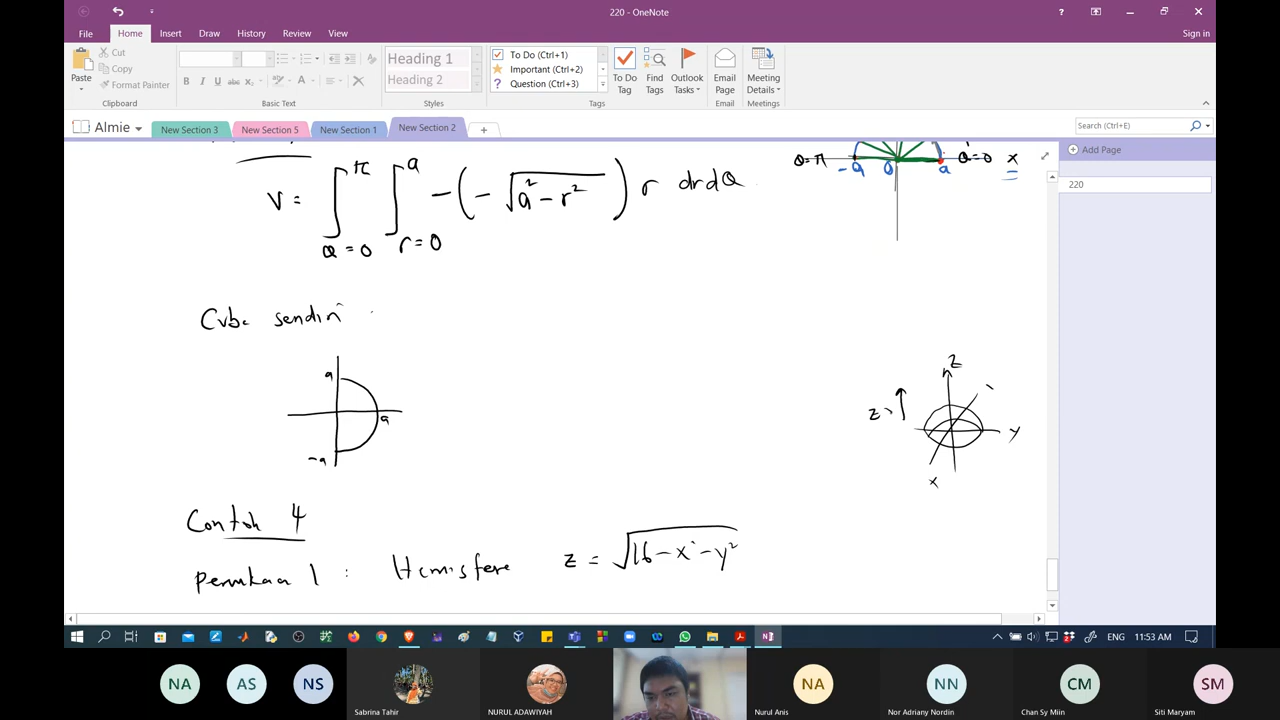 220 - OneNote
File Home Insert Draw History Review View Sign in
Paste Cut Copy Format Painter
Clipboard
Basic Text
Heading 1
Heading 2
Styles
To Do (Ctrl+1)
Important (Ctrl+2)
Question (Ctrl+3)
Tags
To Do Tag
Find Tags
Outlook Tasks
Email Page
Email
Meeting Details
Meetings
Almie New Section 3 New Section 5 New Section 1 New Section 2 + Search (Ctrl+E)
Add Page
220
θ=π -a 0 a θ=0 x
V = ∫_{θ=0}^{π} ∫_{r=0}^{a} -(-√(a²-r²)) r dr dθ
Cuba sendiri
a
a
-a
z
z
y
x
Contoh 4
Permukaan 1 : Hemisfera z = √(16-x²-y²)
ENG 11:53 AM
NA AS NS NA NN CM SM
Sabrina Tahir NURUL ADAWIYAH Nurul Anis Nor Adriany Nordin Chan Sy Miin Siti Maryam